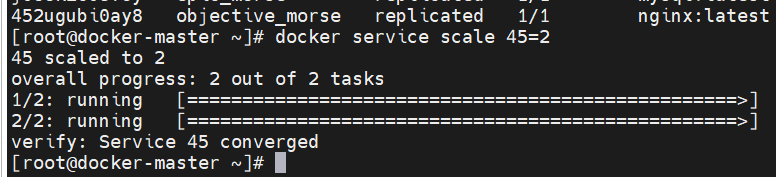 452ugubi0ay8 objective_morse replicated 1/1 nginx:latest
[root@docker-master ~]# docker service scale 45=2
45 scaled to 2
overall progress: 2 out of 2 tasks
1/2: running [==================================================>]
2/2: running [==================================================>]
verify: Service 45 converged
[root@docker-master ~]#